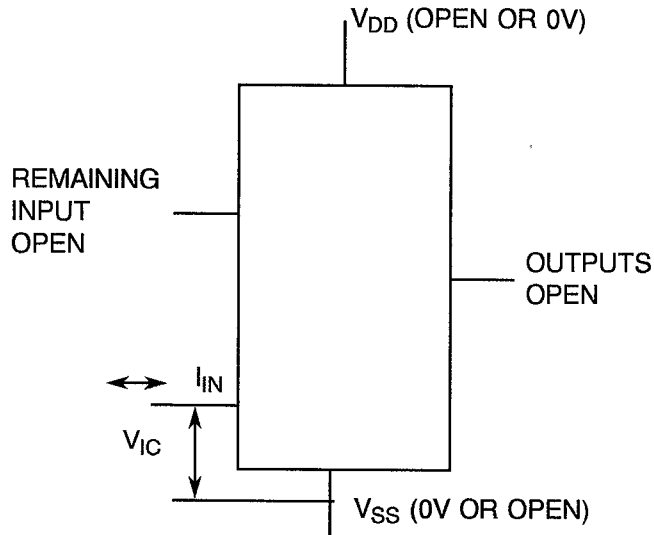 VDD (OPEN OR 0V)
REMAINING
INPUT
OPEN
OUTPUTS
OPEN
IIN
VIC
VSS (0V OR OPEN)